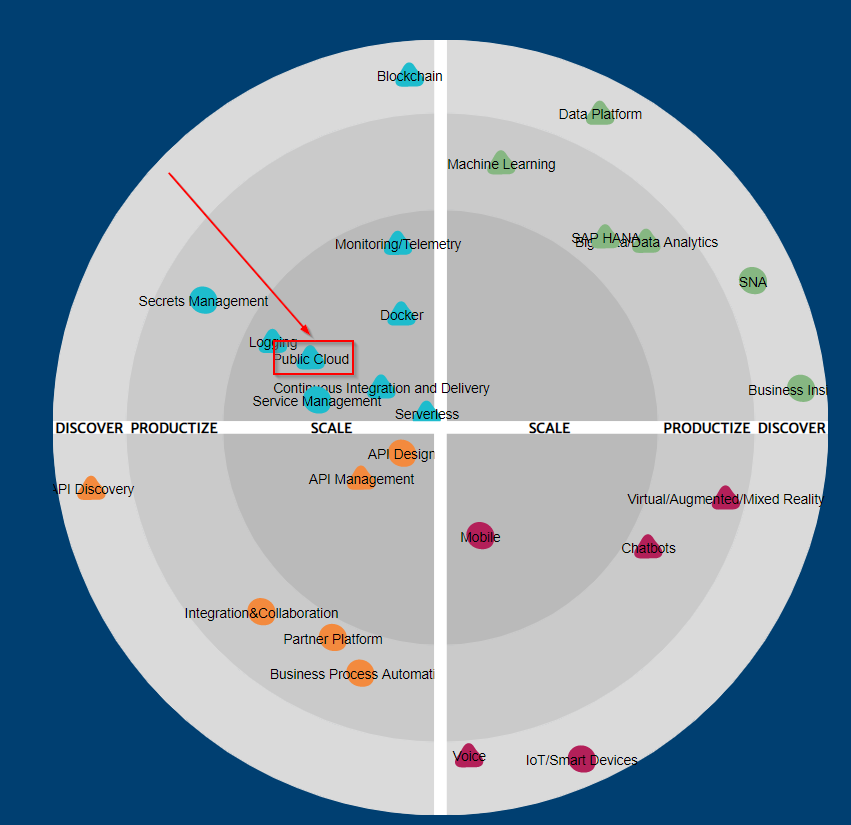 Blockchain
Data Platform
Machine Learning
SAP HANA
Monitoring/Telemetry
Data Analytics
SNA
Secrets Management
Docker
Logging
Public Cloud
Continuous Integration and Delivery
Business Insi
Service Management
Serverless
DISCOVER PRODUCTIZE SCALE SCALE PRODUCTIZE DISCOVER
API Design
API Management
API Discovery
Virtual/Augmented/Mixed Reality
Mobile
Chatbots
Integration&Collaboration
Partner Platform
Business Process Automati
Voice
IoT/Smart Devices